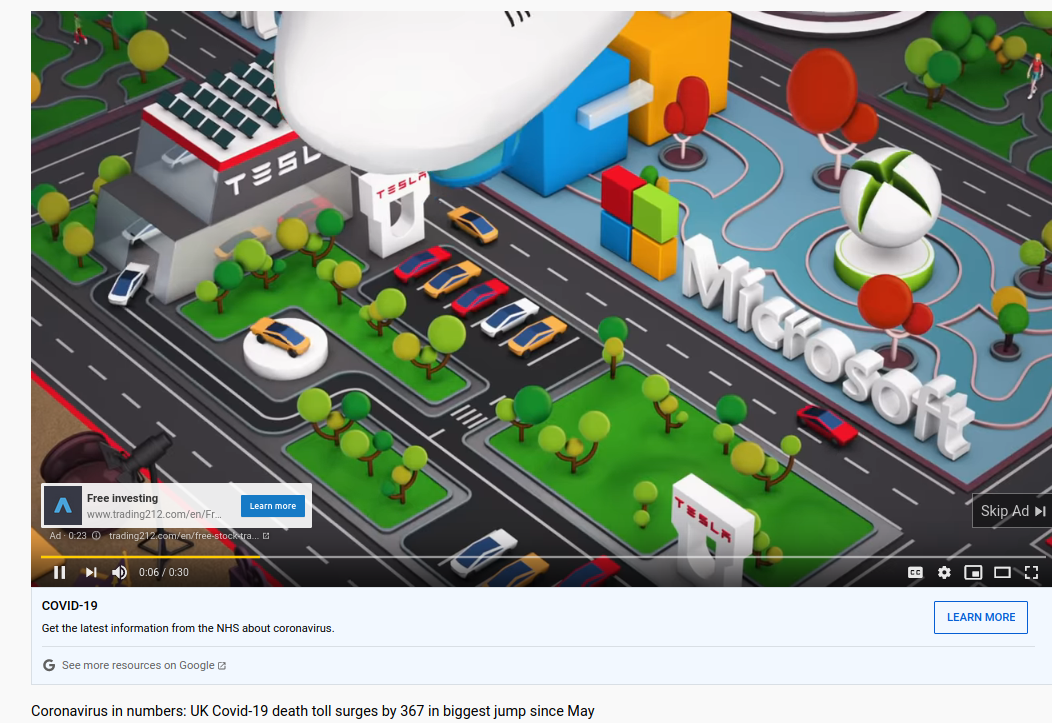 TESL
TESLA
Microsoft
TESLA
Free investing
www.trading212.com/en/Fr...
Learn more
Skip Ad
Ad · 0:23
trading212.com/en/free-stock-tra...
0:06 / 0:30
CC
COVID-19
Get the latest information from the NHS about coronavirus.
LEARN MORE
G See more resources on Google
Coronavirus in numbers: UK Covid-19 death toll surges by 367 in biggest jump since May